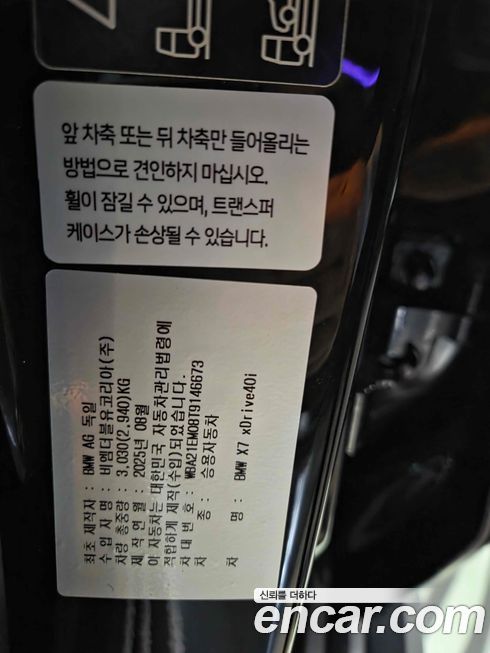 앞 차축 또는 뒤 차축만 들어올리는
방법으로 견인하지 마십시오.
휠이 잠길 수 있으며, 트랜스퍼
케이스가 손상될 수 있습니다.
최초 제작자 : BMW AG 독일
수 입 자 명 : 비엠더블유코리아(주)
차량 총중량 : 3,030(2,940)KG
제 작 연 월 : 2025년 08월
이 자동차는 대한민국 자동차관리법령에
적합하게 제작(수입)되었습니다.
차 대 번 호 : WBA21EM08T9146673
차 종 : 승용자동차
차 명 : BMW X7 xDrive40i
신뢰를 더하다
encar.com